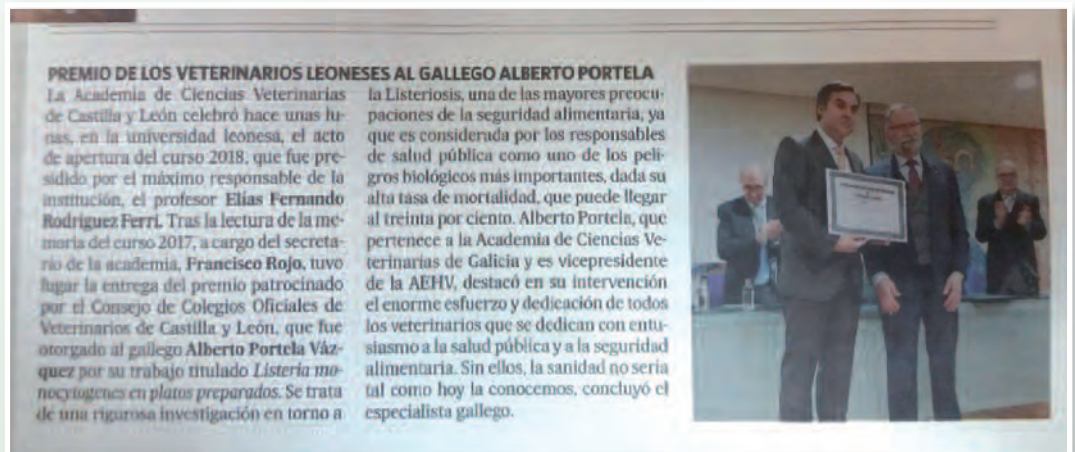 PREMIO DE LOS VETERINARIOS LEONESES AL GALLEGO ALBERTO PORTELA
La Academia de Ciencias Veterinarias
de Castilla y León celebró hace unas lu-
nas, en la universidad leonesa, el acto
de apertura del curso 2018, que fue pre-
sidido por el máximo responsable de la
institución, el profesor Elías Fernando
Rodríguez Ferri. Tras la lectura de la me-
moria del curso 2017, a cargo del secreta-
rio de la academia, Francisco Rojo, tuvo
lugar la entrega del premio patrocinado
por el Consejo de Colegios Oficiales de
Veterinarios de Castilla y León, que fue
otorgado al gallego Alberto Portela Váz-
quez por su trabajo titulado Listeria mo-
nocytogenes en platos preparados. Se trata
de una rigurosa investigación en torno a
la Listeriosis, una de las mayores preocu-
paciones de la seguridad alimentaria, ya
que es considerada por los responsables
de salud pública como uno de los peli-
gros biológicos más importantes, dada su
alta tasa de mortalidad, que puede llegar
al treinta por ciento. Alberto Portela, que
pertenece a la Academia de Ciencias Ve-
terinarias de Galicia y es vicepresidente
de la AEHV, destacó en su intervención
el enorme esfuerzo y dedicación de todos
los veterinarios que se dedican con entu-
siasmo a la salud pública y a la seguridad
alimentaria. Sin ellos, la sanidad no sería
tal como hoy la conocemos, concluyó el
especialista gallego.